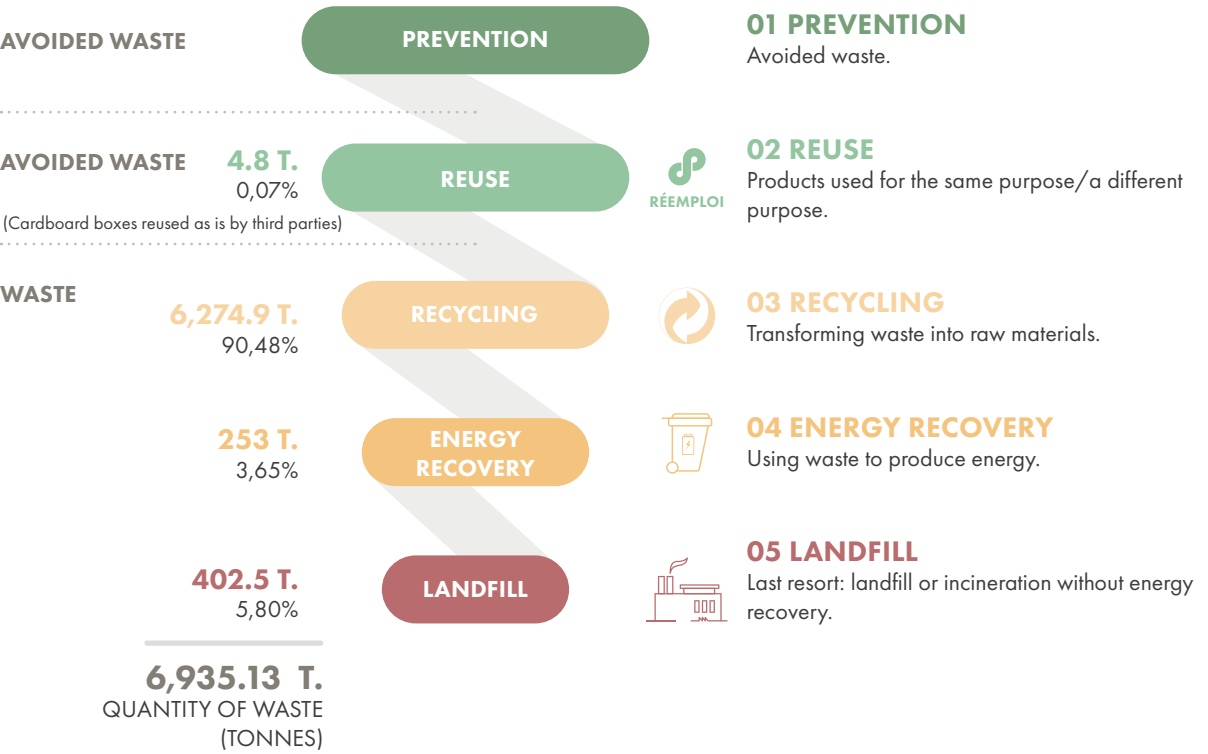 AVOIDED WASTE
PREVENTION
01 PREVENTION
Avoided waste.
AVOIDED WASTE
4.8 T.
0,07%
(Cardboard boxes reused as is by third parties)
REUSE
RÉEMPLOI
02 REUSE
Products used for the same purpose/a different
purpose.
WASTE
6,274.9 T.
90,48%
RECYCLING
03 RECYCLING
Transforming waste into raw materials.
253 T.
3,65%
ENERGY
RECOVERY
04 ENERGY RECOVERY
Using waste to produce energy.
402.5 T.
5,80%
LANDFILL
05 LANDFILL
Last resort: landfill or incineration without energy
recovery.
6,935.13 T.
QUANTITY OF WASTE
(TONNES)